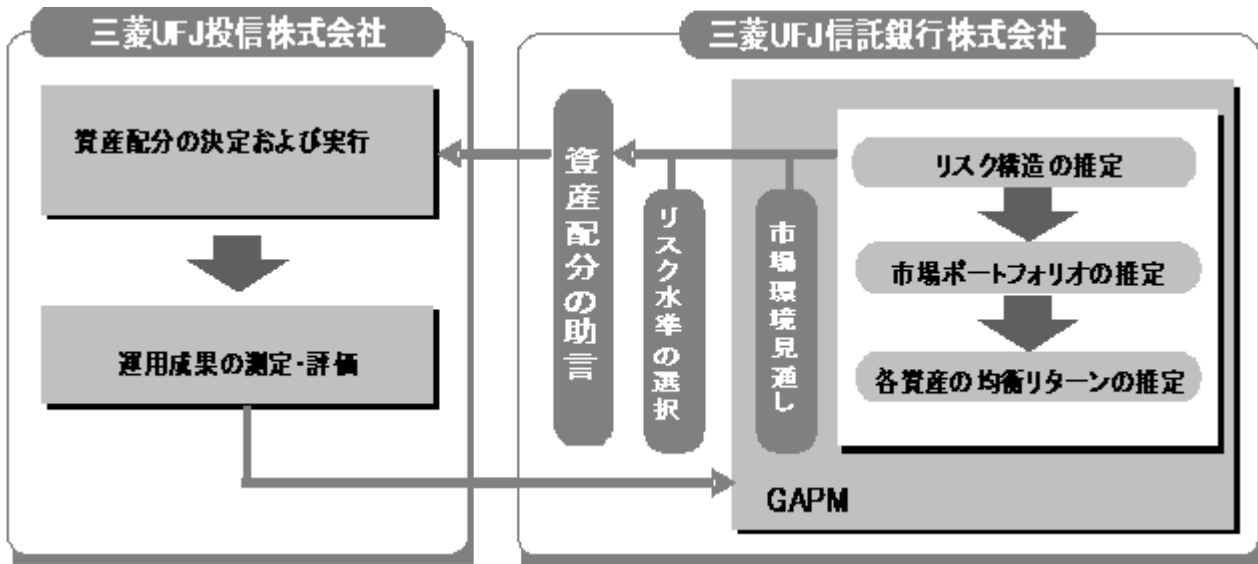 三菱UFJ投信株式会社
資産配分の決定および実行
運用成果の測定・評価
三菱UFJ信託銀行株式会社
資産配分の助言
リスク水準の選択
市場環境見通し
リスク構造の推定
市場ポートフォリオの推定
各資産の均衡リターンの推定
GAPM